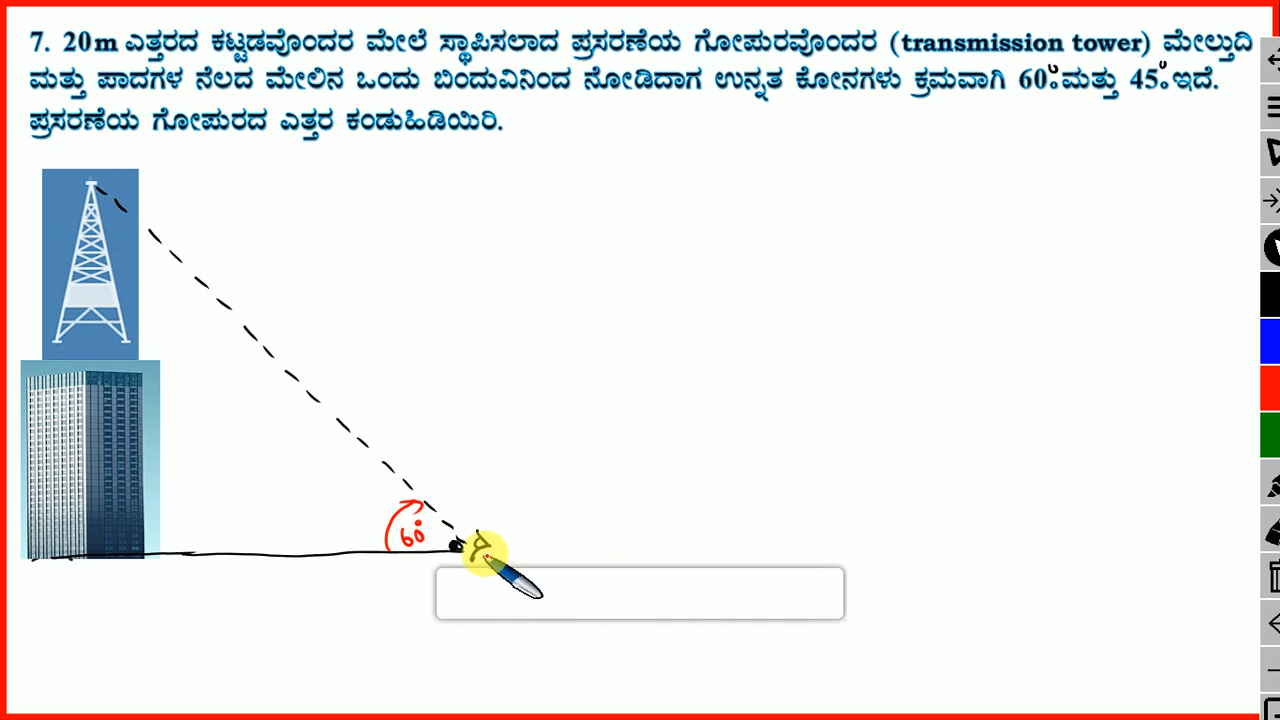 7. 20m ಎತ್ತರದ ಕಟ್ಟಡವೊಂದರ ಮೇಲೆ ಸ್ಥಾಪಿಸಲಾದ ಪ್ರಸರಣೆಯ ಗೋಪುರವೊಂದರ (transmission tower) ಮೇಲ್ತುದಿ
ಮತ್ತು ಪಾದಗಳ ನೆಲದ ಮೇಲಿನ ಒಂದು ಬಿಂದುವಿನಿಂದ ನೋಡಿದಾಗ ಉನ್ನತ ಕೋನಗಳು ಕ್ರಮವಾಗಿ 60° ಮತ್ತು 45° ಇದೆ.
ಪ್ರಸರಣೆಯ ಗೋಪುರದ ಎತ್ತರ ಕಂಡುಹಿಡಿಯಿರಿ.
60°